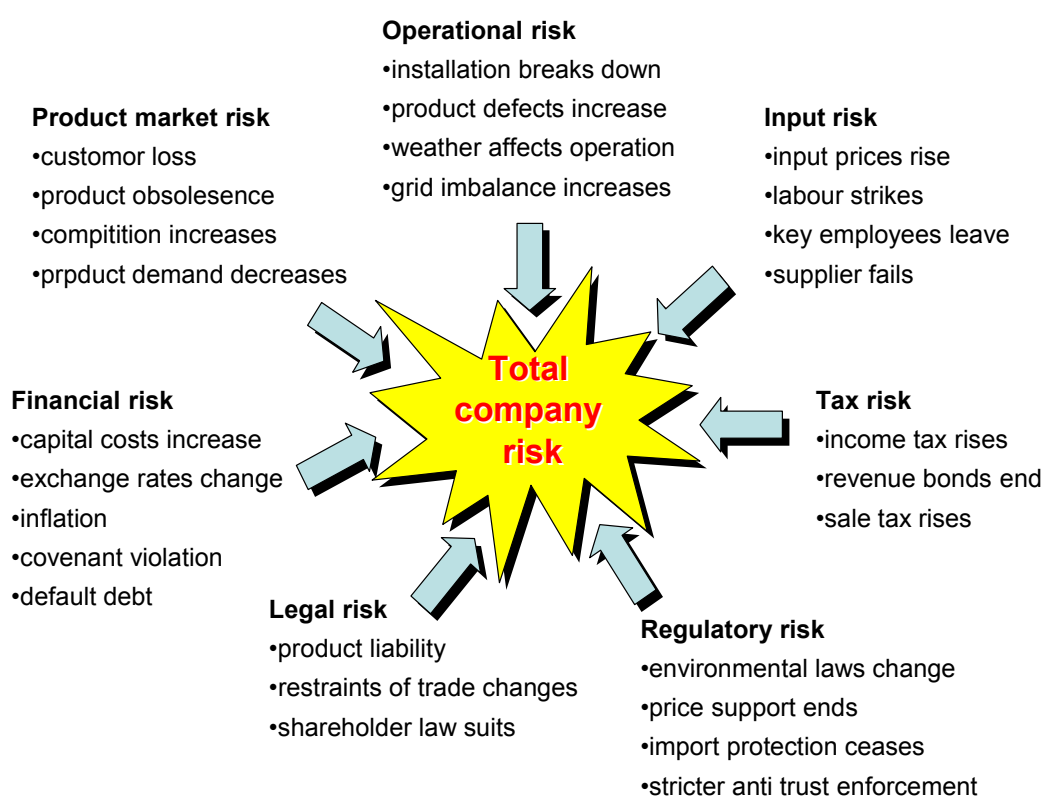 Operational risk
•installation breaks down
•product defects increase
•weather affects operation
•grid imbalance increases
Product market risk
•customor loss
•product obsolesence
•compitition increases
•prpduct demand decreases
Input risk
•input prices rise
•labour strikes
•key employees leave
•supplier fails
Total
company
risk
Financial risk
•capital costs increase
•exchange rates change
•inflation
•covenant violation
•default debt
Tax risk
•income tax rises
•revenue bonds end
•sale tax rises
Legal risk
•product liability
•restraints of trade changes
•shareholder law suits
Regulatory risk
•environmental laws change
•price support ends
•import protection ceases
•stricter anti trust enforcement